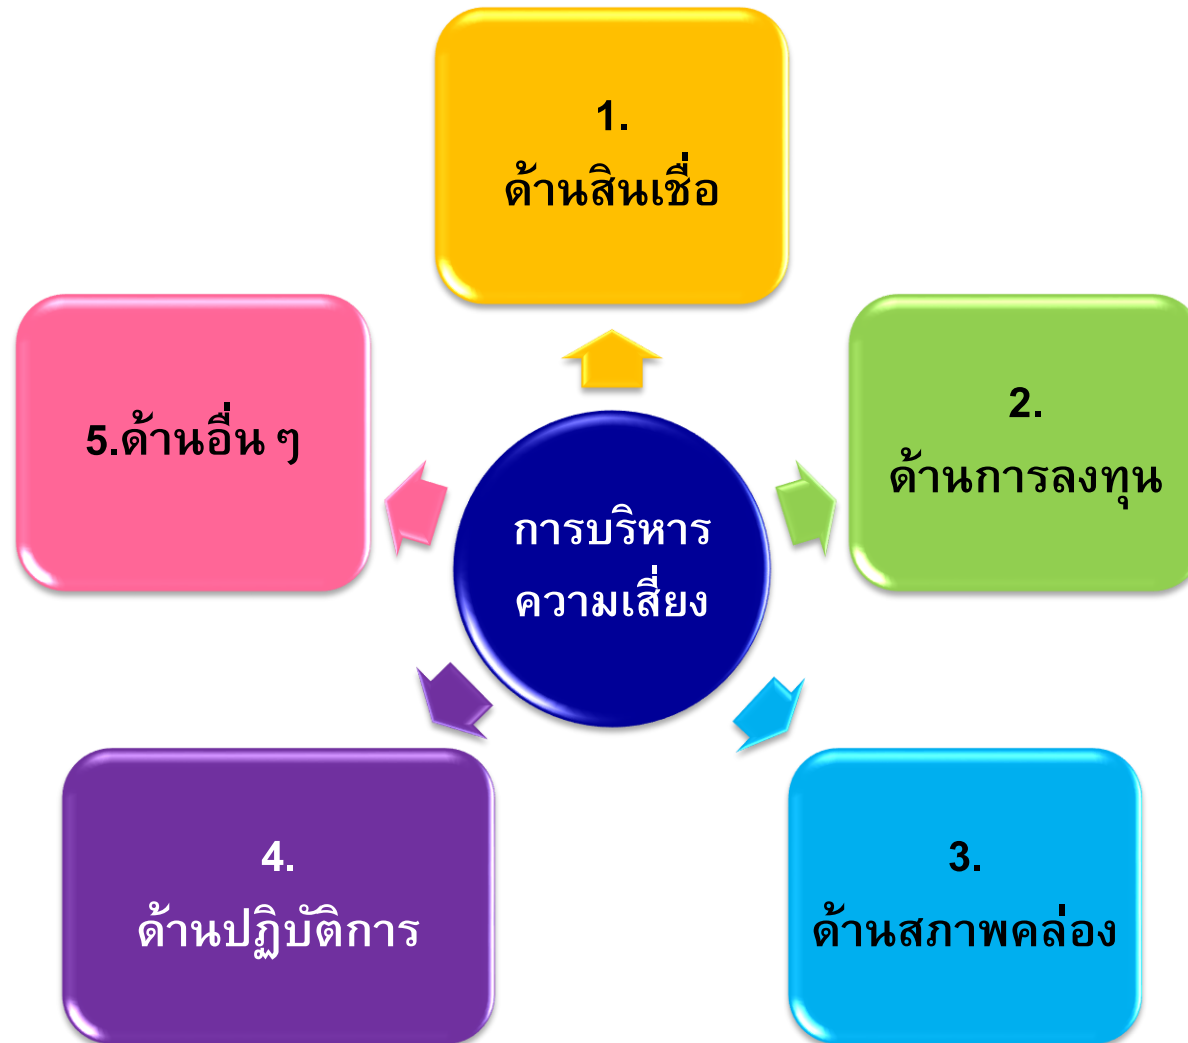 1.
ด้านสินเชื่อ
2.
ด้านการลงทุน
3.
ด้านสภาพคล่อง
4.
ด้านปฏิบัติการ
5.ด้านอื่น ๆ
การบริหาร
ความเสี่ยง